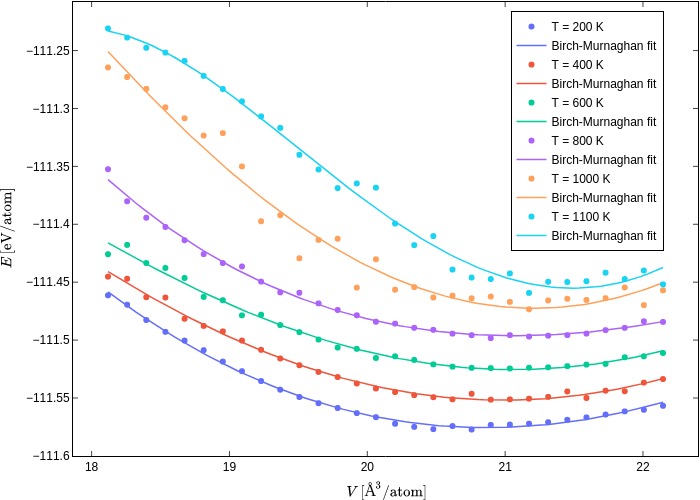 T = 200 K
Birch-Murnaghan fit
T = 400 K
Birch-Murnaghan fit
T = 600 K
Birch-Murnaghan fit
T = 800 K
Birch-Murnaghan fit
T = 1000 K
Birch-Murnaghan fit
T = 1100 K
Birch-Murnaghan fit
−111.25
−111.3
−111.35
−111.4
−111.45
−111.5
−111.55
−111.6
E [eV/atom]
18
19
20
21
22
V [Å³/atom]